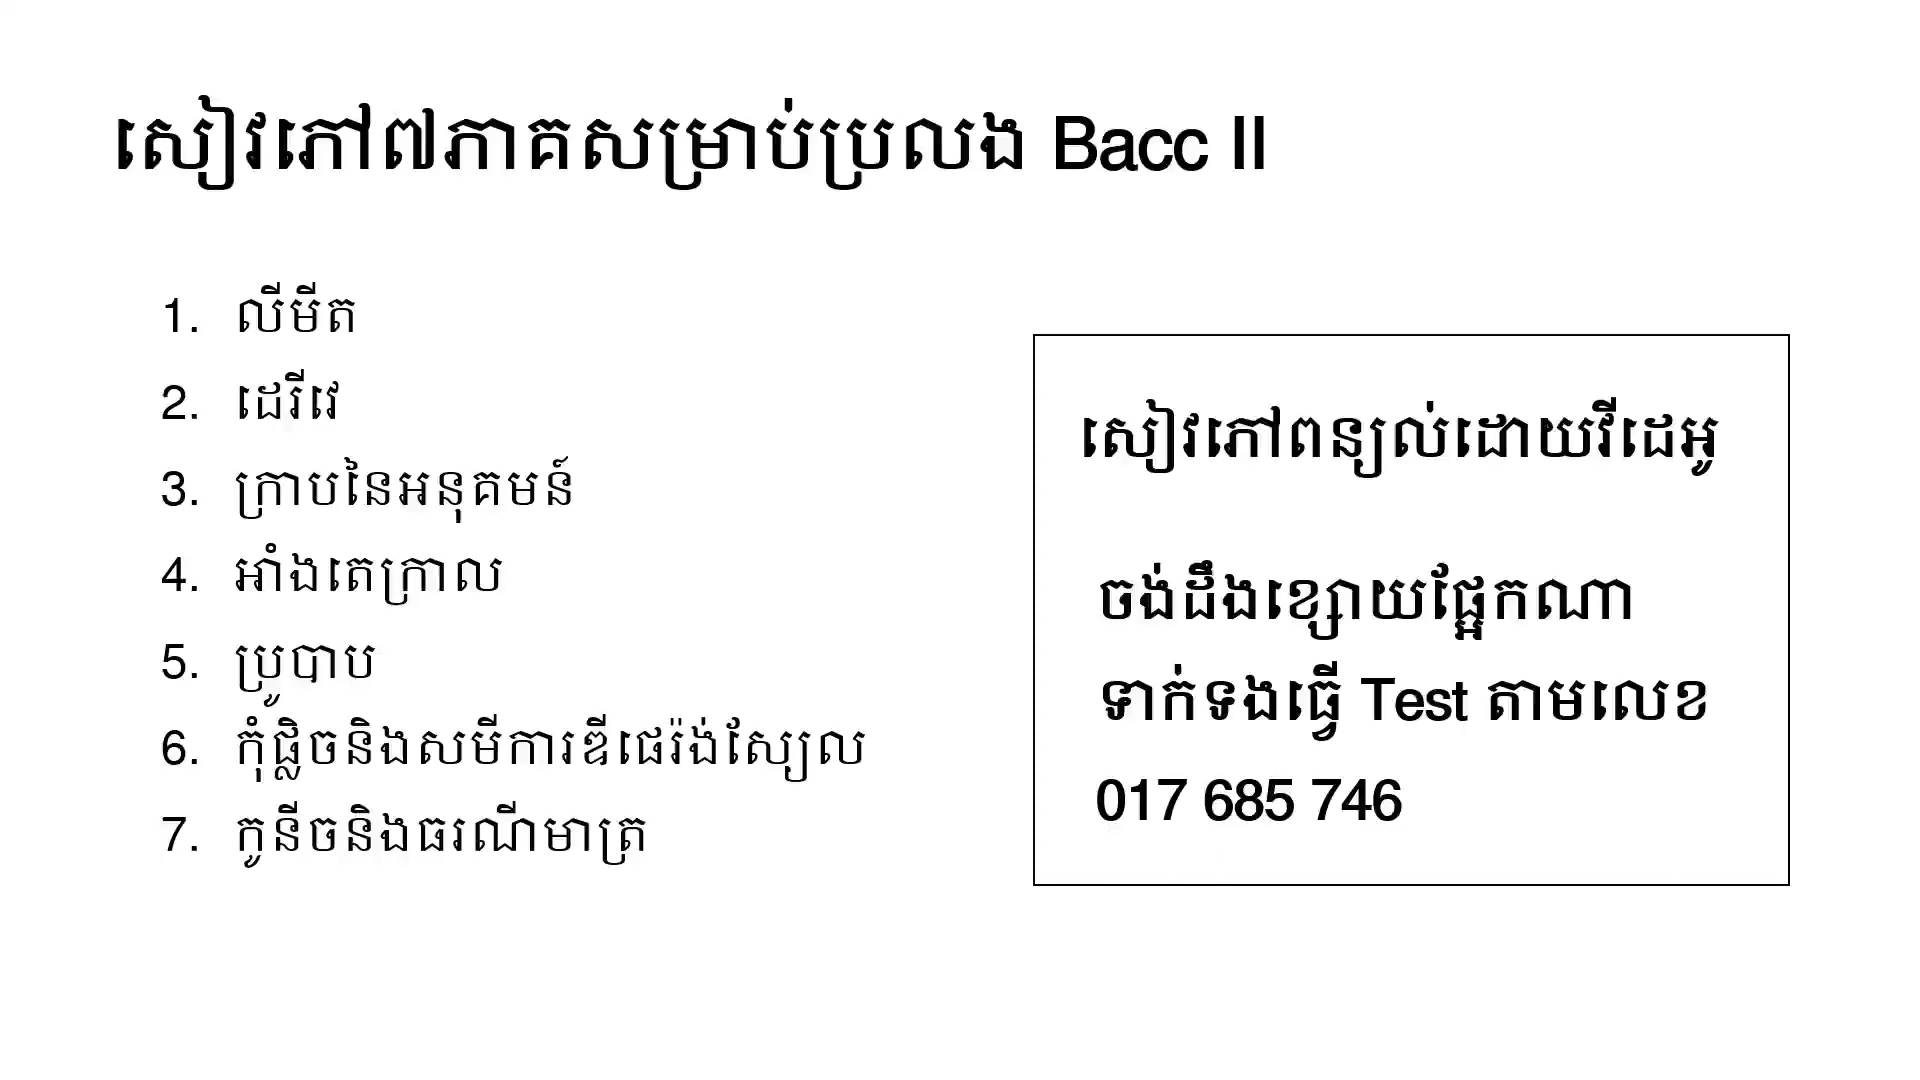 សៀវភៅ៧ភាគសម្រាប់ប្រលង Bacc II
1. លីមីត
2. ដេរីវេ
3. ក្រាបនៃអនុគមន៍
4. អាំងតេក្រាល
5. ប្រូបាប
6. កុំផ្លិចនិងសមីការឌីផេរ៉ង់ស្យែល
7. កូនីចនិងធរណីមាត្រ
សៀវភៅពន្យល់ដោយវីដេអូ
ចង់ដឹងខ្សោយផ្អែកណា
ទាក់ទងធ្វើ Test តាមលេខ
017 685 746